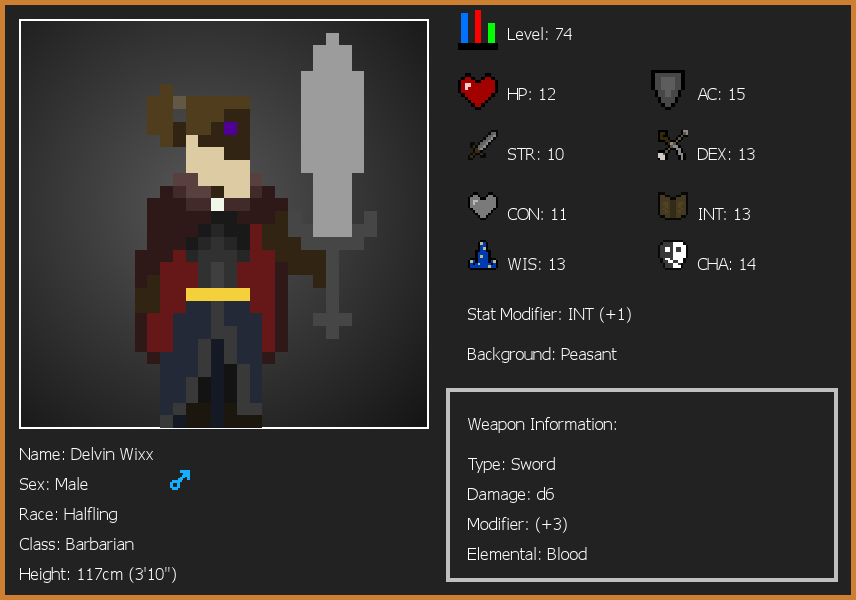 Level: 74
HP: 12
AC: 15
STR: 10
DEX: 13
CON: 11
INT: 13
WIS: 13
CHA: 14
Stat Modifier: INT (+1)
Background: Peasant
Weapon Information:
Type: Sword
Damage: d6
Modifier: (+3)
Elemental: Blood
Name: Delvin Wixx
Sex: Male
Race: Halfling
Class: Barbarian
Height: 117cm (3'10")